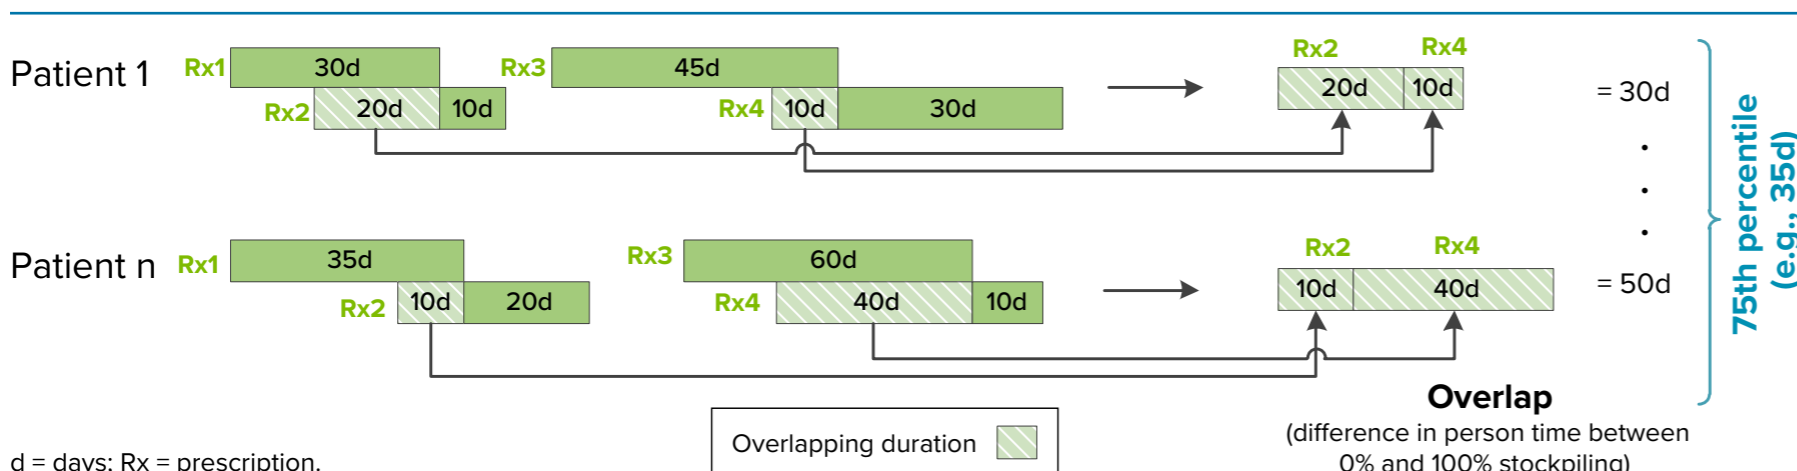 Patient 1
Rx1 30d Rx3 45d
Rx2 20d 10d Rx4 10d 30d
Rx2 Rx4
20d 10d = 30d
.
.
.
Patient n
Rx1 35d Rx3 60d
Rx2 10d 20d Rx4 40d 10d
Rx2 Rx4
10d 40d = 50d
75th percentile
(e.g., 35d)
Overlap
(difference in person time between
0% and 100% stockpiling)
Overlapping duration
d = days; Rx = prescription.